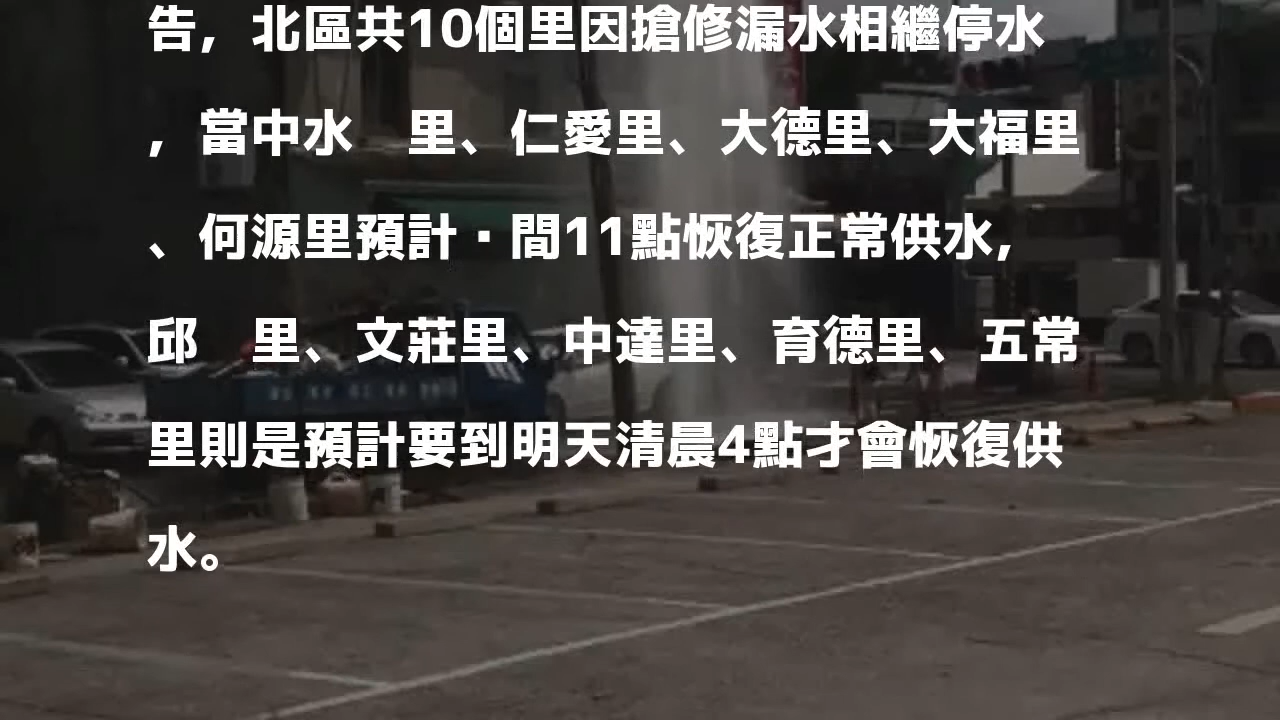 告，北區共10個里因搶修漏水相繼停水
，當中水　里、仁愛里、大德里、大福里
、何源里預計·間11點恢復正常供水，
邱　里、文莊里、中達里、育德里、五常
里則是預計要到明天清晨4點才會恢復供
水。